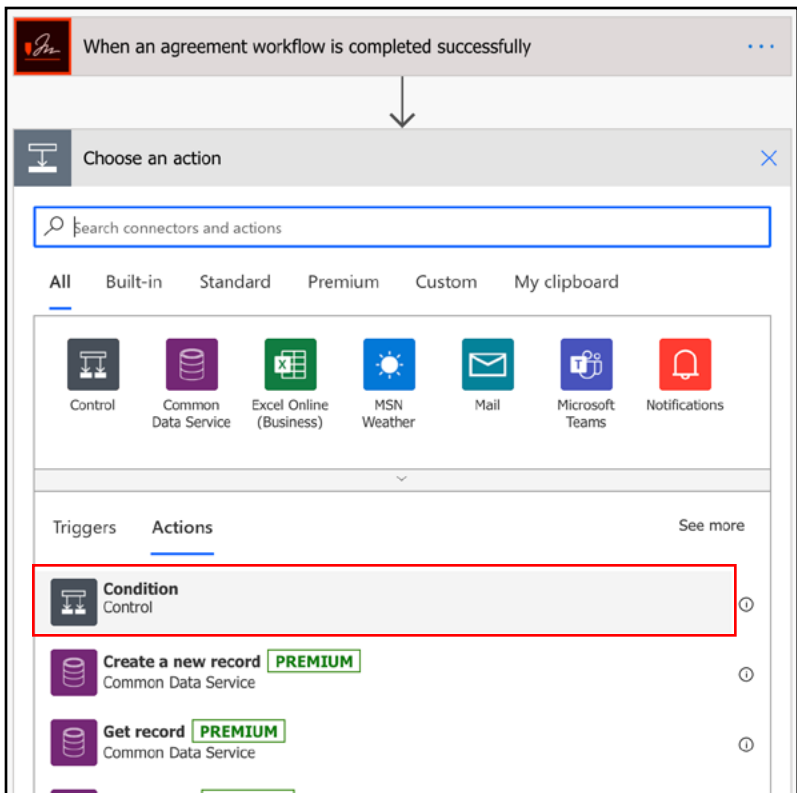 When an agreement workflow is completed successfully
Choose an action
Search connectors and actions
All Built-in Standard Premium Custom My clipboard
Control Common Data Service Excel Online (Business) MSN Weather Mail Microsoft Teams Notifications
Triggers Actions See more
Condition
Control
Create a new record PREMIUM
Common Data Service
Get record PREMIUM
Common Data Service